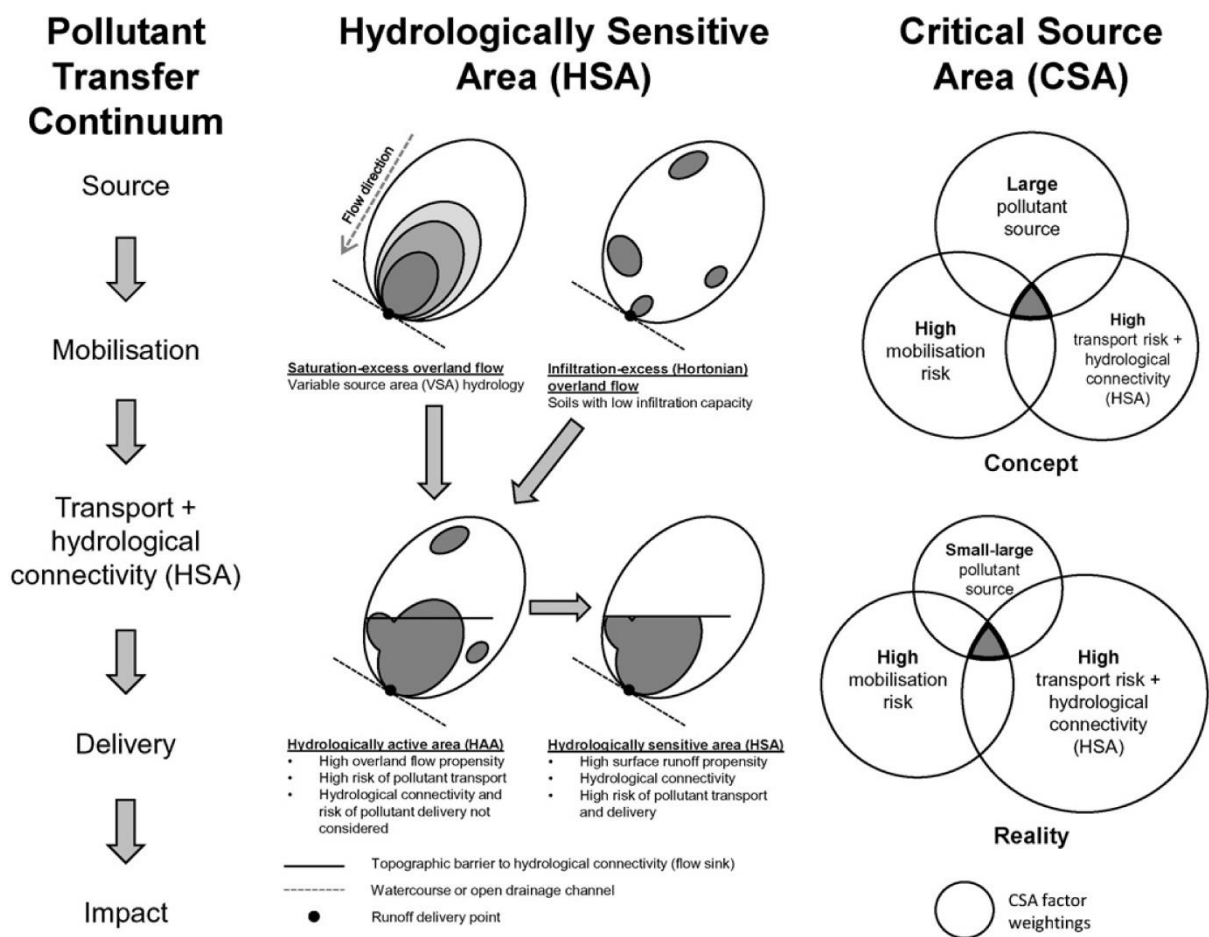 Pollutant
Transfer
Continuum
Source
Mobilisation
Transport +
hydrological
connectivity (HSA)
Delivery
Impact
Hydrologically Sensitive
Area (HSA)
Flow direction
Saturation-excess overland flow
Variable source area (VSA) hydrology
Infiltration-excess (Hortonian)
overland flow
Soils with low infiltration capacity
Hydrologically active area (HAA)
• High overland flow propensity
• High risk of pollutant transport
• Hydrological connectivity and
risk of pollutant delivery not
considered
Hydrologically sensitive area (HSA)
• High surface runoff propensity
• Hydrological connectivity
• High risk of pollutant transport
and delivery
Topographic barrier to hydrological connectivity (flow sink)
Watercourse or open drainage channel
Runoff delivery point
Critical Source
Area (CSA)
Large
pollutant
source
High
mobilisation
risk
High
transport risk +
hydrological
connectivity
(HSA)
Concept
Small-large
pollutant
source
High
mobilisation
risk
High
transport risk +
hydrological
connectivity
(HSA)
Reality
CSA factor
weightings